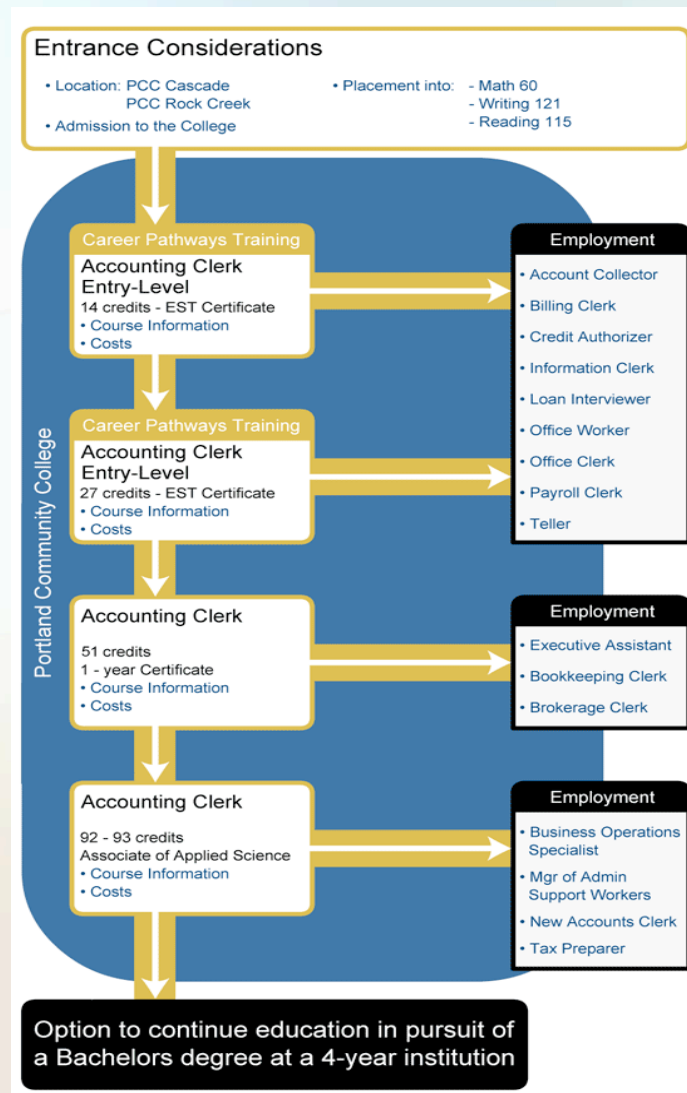 Entrance Considerations
• Location: PCC Cascade
PCC Rock Creek
• Admission to the College
• Placement into: - Math 60
- Writing 121
- Reading 115
Portland Community College
Career Pathways Training
Accounting Clerk
Entry-Level
14 credits - EST Certificate
• Course Information
• Costs
Employment
• Account Collector
• Billing Clerk
• Credit Authorizer
• Information Clerk
• Loan Interviewer
• Office Worker
• Office Clerk
• Payroll Clerk
• Teller
Career Pathways Training
Accounting Clerk
Entry-Level
27 credits - EST Certificate
• Course Information
• Costs
Accounting Clerk
51 credits
1 - year Certificate
• Course Information
• Costs
Employment
• Executive Assistant
• Bookkeeping Clerk
• Brokerage Clerk
Accounting Clerk
92 - 93 credits
Associate of Applied Science
• Course Information
• Costs
Employment
• Business Operations
Specialist
• Mgr of Admin
Support Workers
• New Accounts Clerk
• Tax Preparer
Option to continue education in pursuit of
a Bachelors degree at a 4-year institution